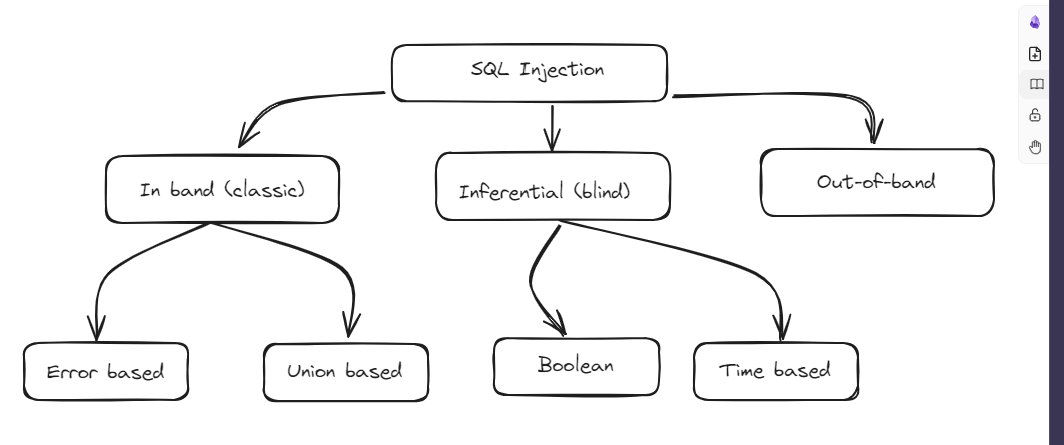 SQL Injection
In band (classic)
Inferential (blind)
Out-of-band
Error based
Union based
Boolean
Time based